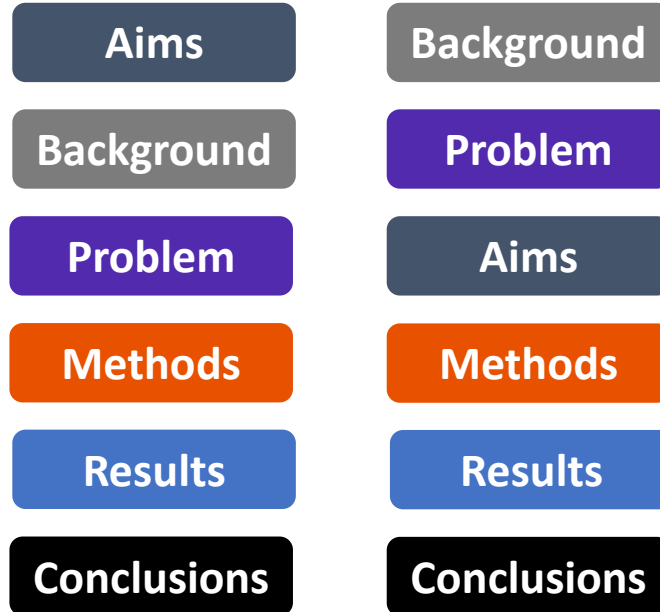 Aims
Background
Problem
Methods
Results
Conclusions
Background
Problem
Aims
Methods
Results
Conclusions